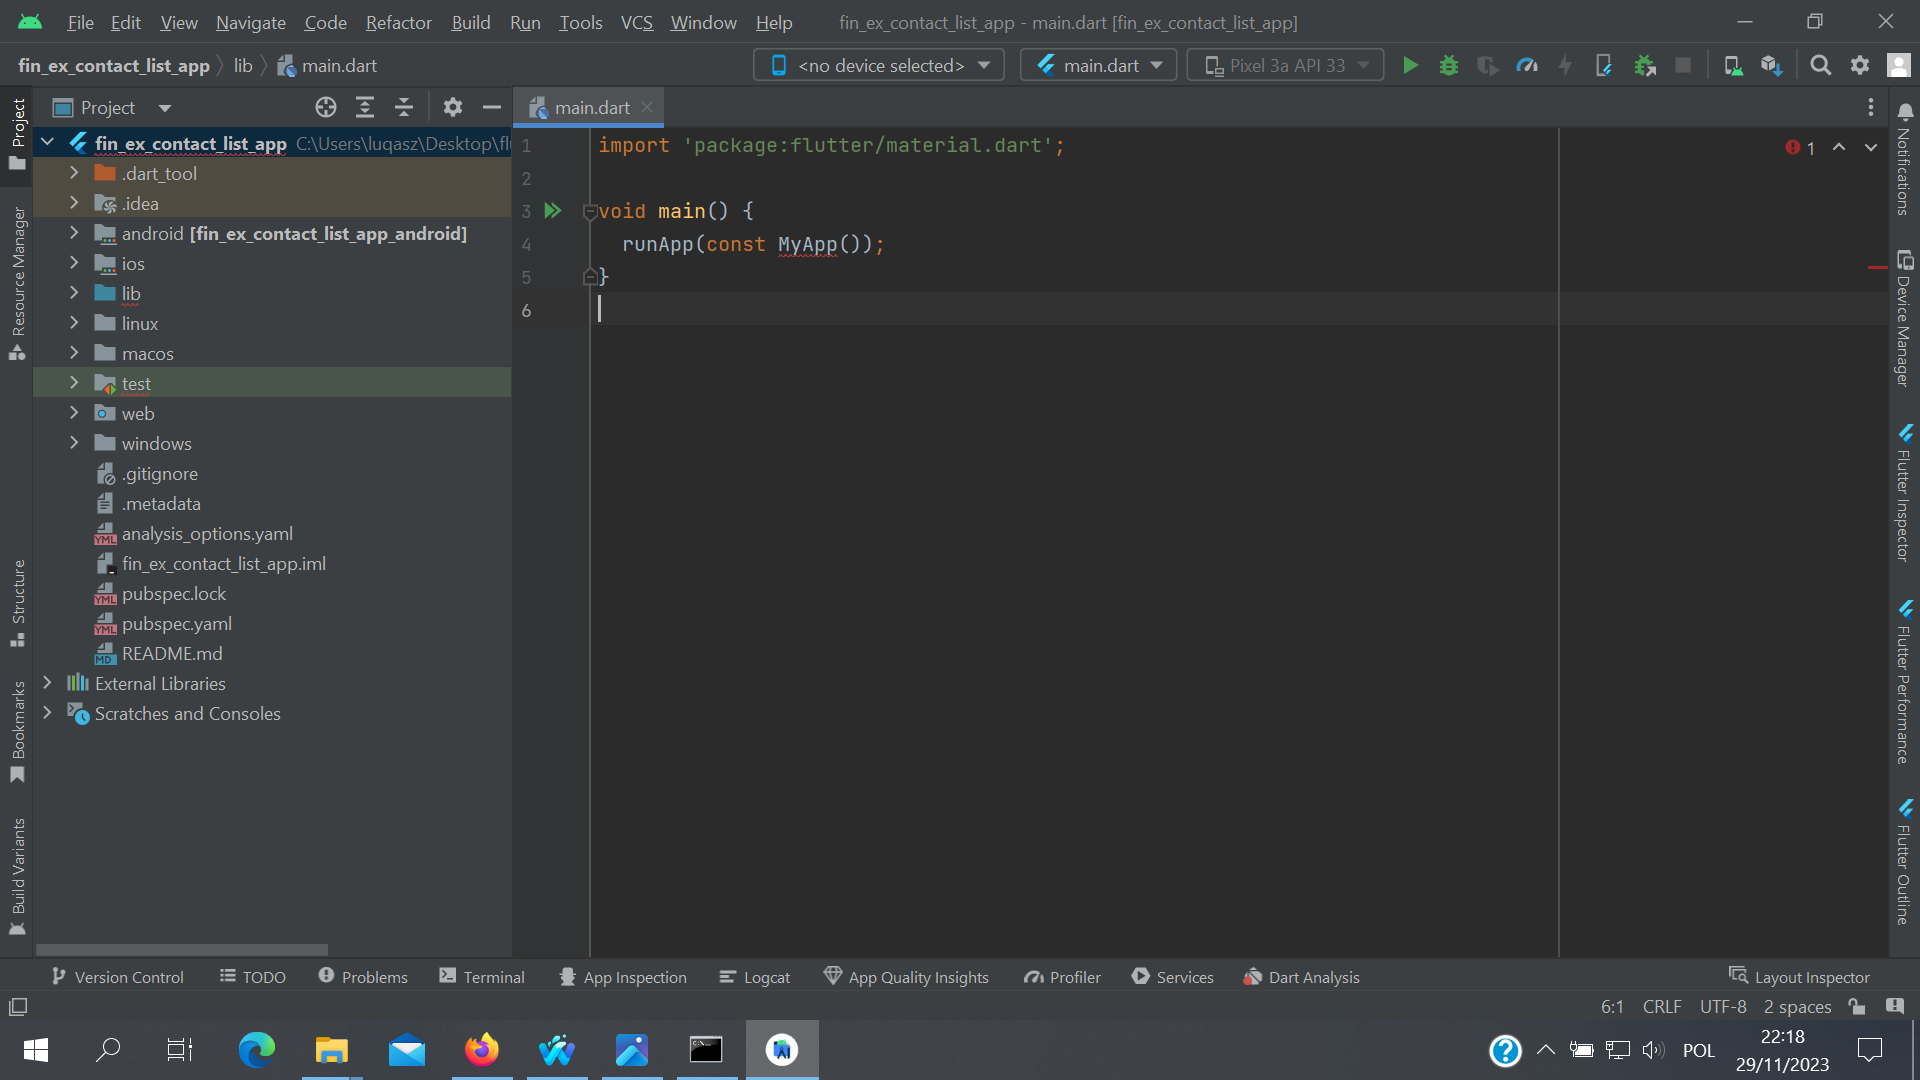 File Edit View Navigate Code Refactor Build Run Tools VCS Window Help fin_ex_contact_list_app - main.dart [fin_ex_contact_list_app]
fin_ex_contact_list_app lib main.dart <no device selected> main.dart Pixel 3a API 33
Project
main.dart
Project
Resource Manager
Structure
Bookmarks
Build Variants
fin_ex_contact_list_app C:\Users\luqasz\Desktop\fl
.dart_tool
.idea
android [fin_ex_contact_list_app_android]
ios
lib
linux
macos
test
web
windows
.gitignore
.metadata
analysis_options.yaml
fin_ex_contact_list_app.iml
pubspec.lock
pubspec.yaml
README.md
External Libraries
Scratches and Consoles
1 import 'package:flutter/material.dart';
2
3 void main() {
4 runApp(const MyApp());
5 }
6
1
Notifications
Device Manager
Flutter Inspector
Flutter Performance
Flutter Outline
Version Control TODO Problems Terminal App Inspection Logcat App Quality Insights Profiler Services Dart Analysis Layout Inspector
6:1 CRLF UTF-8 2 spaces
POL 22:18
29/11/2023